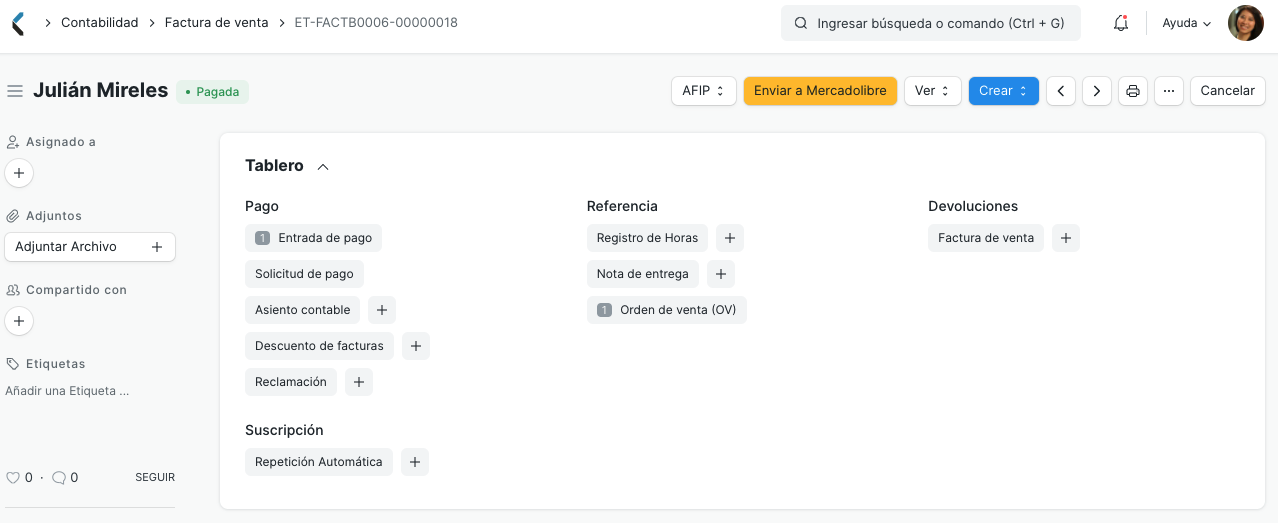 Contabilidad Factura de venta ET-FACTB0006-00000018
Ingresar búsqueda o comando (Ctrl + G)
Ayuda
Julián Mireles
Pagada
AFIP
Enviar a Mercadolibre
Ver
Crear
Cancelar
Asignado a
Adjuntos
Adjuntar Archivo
Compartido con
Etiquetas
Añadir una Etiqueta ...
0 · 0
SEGUIR
Tablero
Pago
1 Entrada de pago
Solicitud de pago
Asiento contable
Descuento de facturas
Reclamación
Suscripción
Repetición Automática
Referencia
Registro de Horas
Nota de entrega
1 Orden de venta (OV)
Devoluciones
Factura de venta